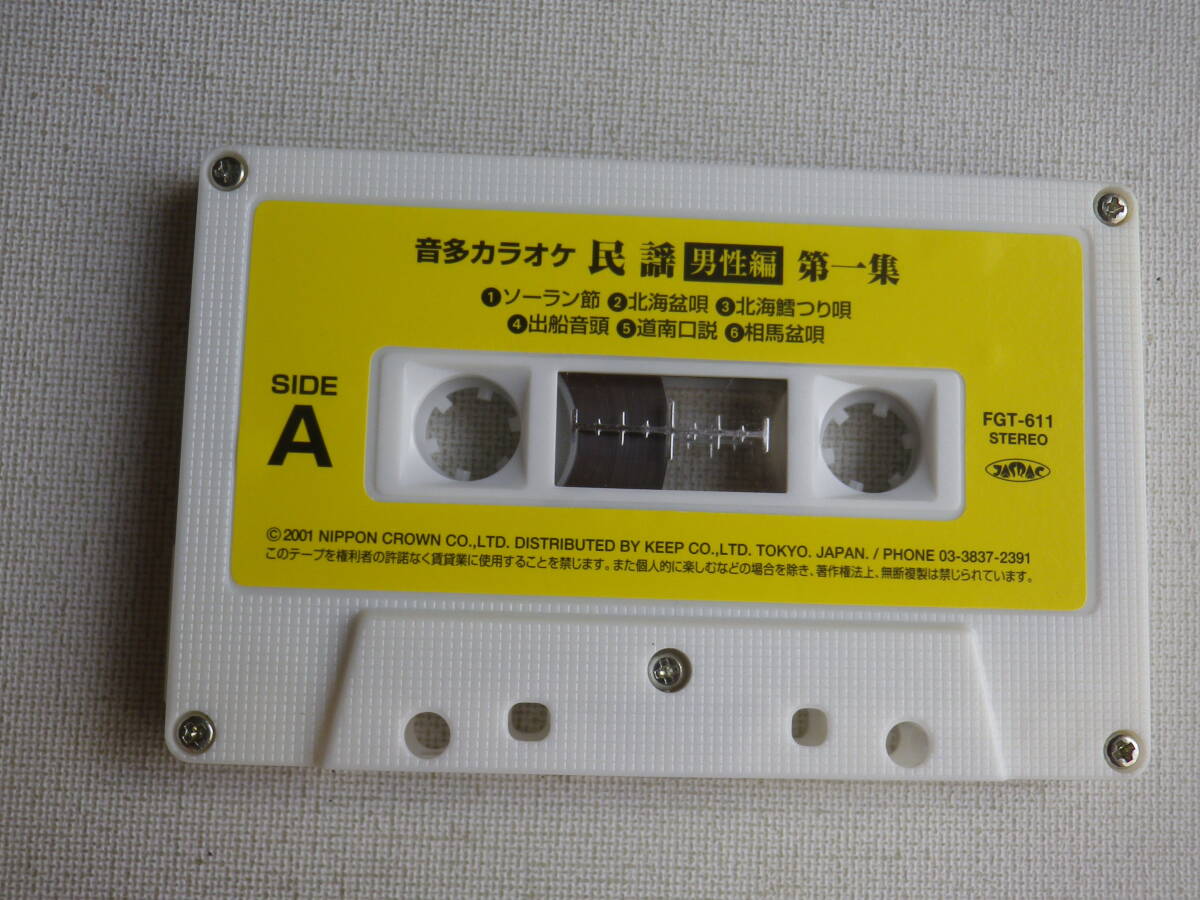 音多カラオケ 民謡 男性編 第一集
❶ソーラン節 ❷北海盆唄 ❸北海鱈つり唄
❹出船音頭 ❺道南口説 ❻相馬盆唄
SIDE
A
FGT-611
STEREO
JASRAC
© 2001 NIPPON CROWN CO.,LTD. DISTRIBUTED BY KEEP CO.,LTD. TOKYO. JAPAN. / PHONE 03-3837-2391
このテープを権利者の許諾なく賃貸業に使用することを禁じます。また個人的に楽しむなどの場合を除き、著作権法上、無断複製は禁じられています。